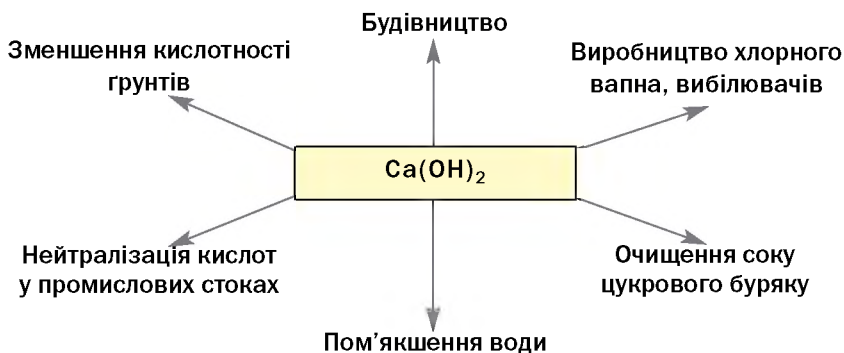 Будівництво
Зменшення кислотності
ґрунтів
Виробництво хлорного
вапна, вибілювачів
Ca(OH)₂
Нейтралізація кислот
у промислових стоках
Очищення соку
цукрового буряку
Пом’якшення води